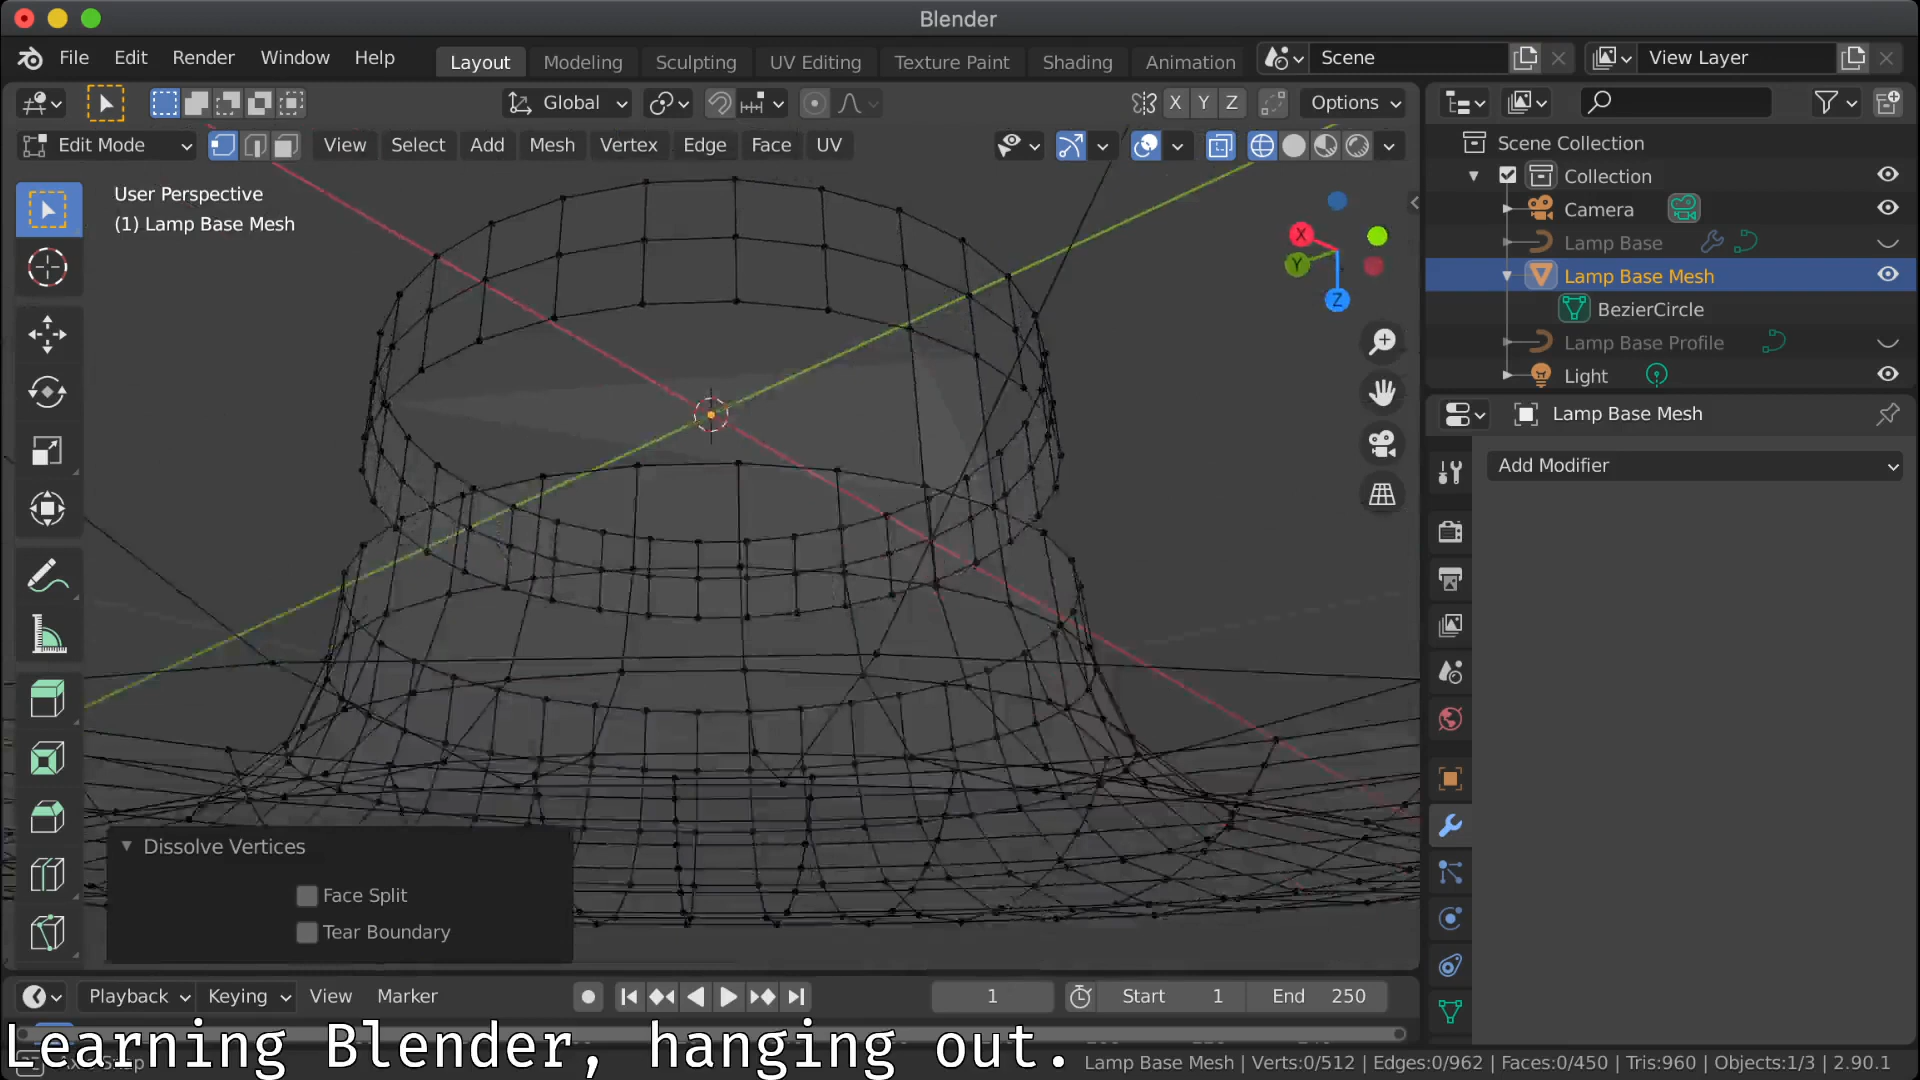 Blender
File Edit Render Window Help
Layout Modeling Sculpting UV Editing Texture Paint Shading Animation
Scene
View Layer
Global
X Y Z
Options
Edit Mode
View Select Add Mesh Vertex Edge Face UV
User Perspective
(1) Lamp Base Mesh
X
Y
Z
Scene Collection
Collection
Camera
Lamp Base
Lamp Base Mesh
BezierCircle
Lamp Base Profile
Light
Lamp Base Mesh
Add Modifier
Dissolve Vertices
Face Split
Tear Boundary
Playback Keying View Marker
1
Start 1
End 250
Learning Blender, hanging out.
Lamp Base Mesh | Verts:0/512 | Edges:0/962 | Faces:0/450 | Tris:960 | Objects:1/3 | 2.90.1